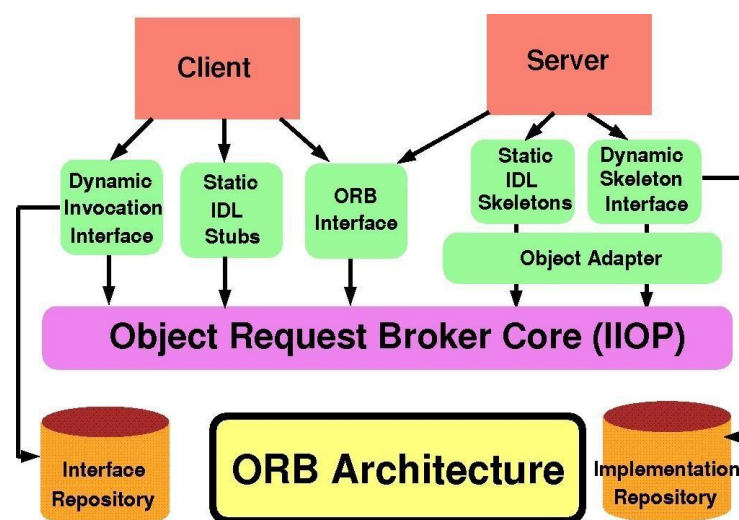 Client
Server
Dynamic
Invocation
Interface
Static
IDL
Stubs
ORB
Interface
Static
IDL
Skeletons
Dynamic
Skeleton
Interface
Object Adapter
Object Request Broker Core (IIOP)
Interface
Repository
ORB Architecture
Implementation
Repository